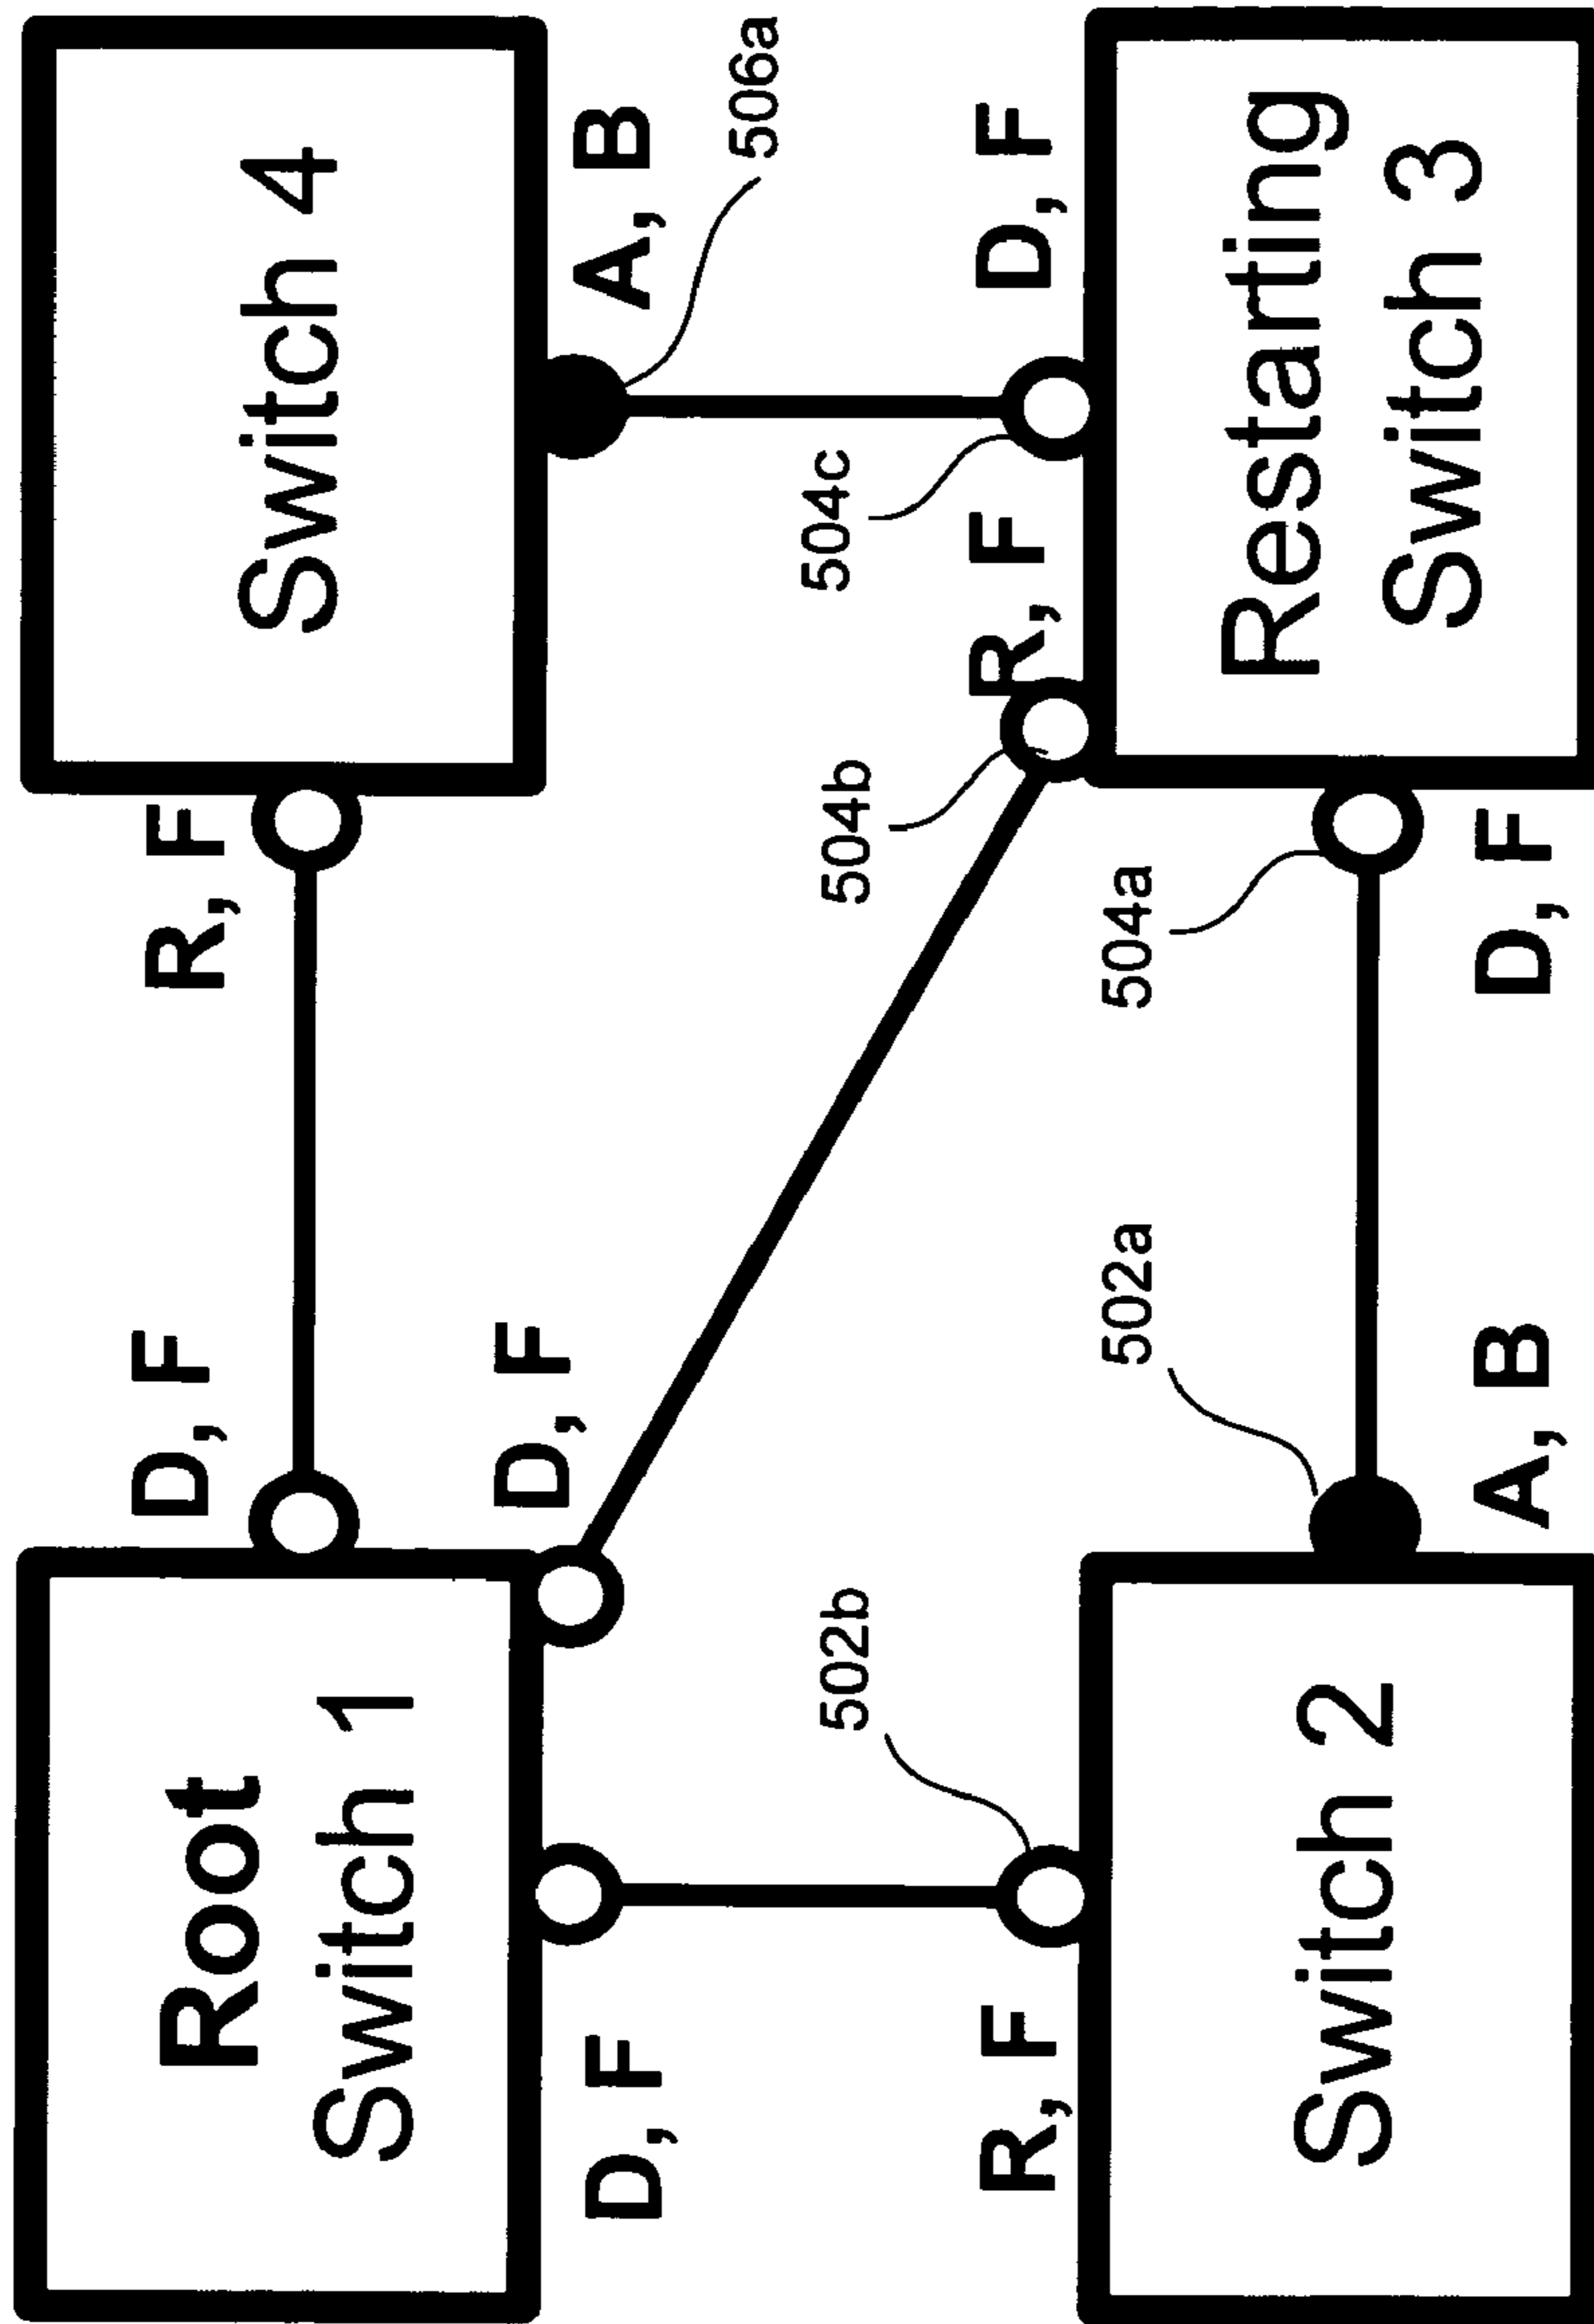 Root
Switch 1
D, F
D, F
D, F
R, F
Switch 4
A, B
506a
502b
R, F
Switch 2
502a
A, B
504b
R, F
504c
D, F
504a
D, F
Restarting
Switch 3